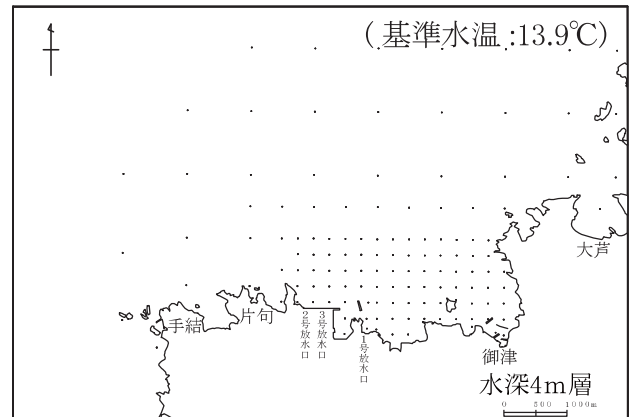 (基準水温:13.9℃)
大芦
手結
片句
2号放水口
3号放水口
1号放水口
御津
水深4m層
0 500 1000m